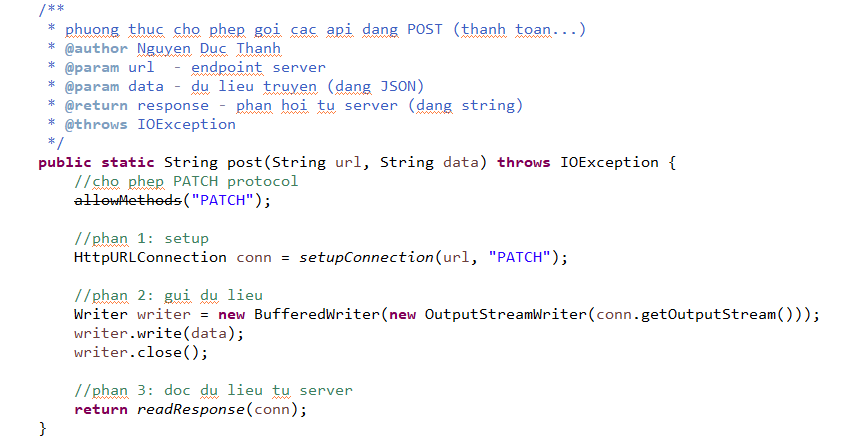 /**
 * phuong thuc cho phep goi cac api dang POST (thanh toan...)
 * @author Nguyen Duc Thanh
 * @param url  - endpoint server
 * @param data - du lieu truyen (dang JSON)
 * @return response - phan hoi tu server (dang string)
 * @throws IOException
 */
public static String post(String url, String data) throws IOException {
    //cho phep PATCH protocol
    allowMethods("PATCH");
    //phan 1: setup
    HttpURLConnection conn = setupConnection(url, "PATCH");
    //phan 2: gui du lieu
    Writer writer = new BufferedWriter(new OutputStreamWriter(conn.getOutputStream()));
    writer.write(data);
    writer.close();
    //phan 3: doc du lieu tu server
    return readResponse(conn);
}